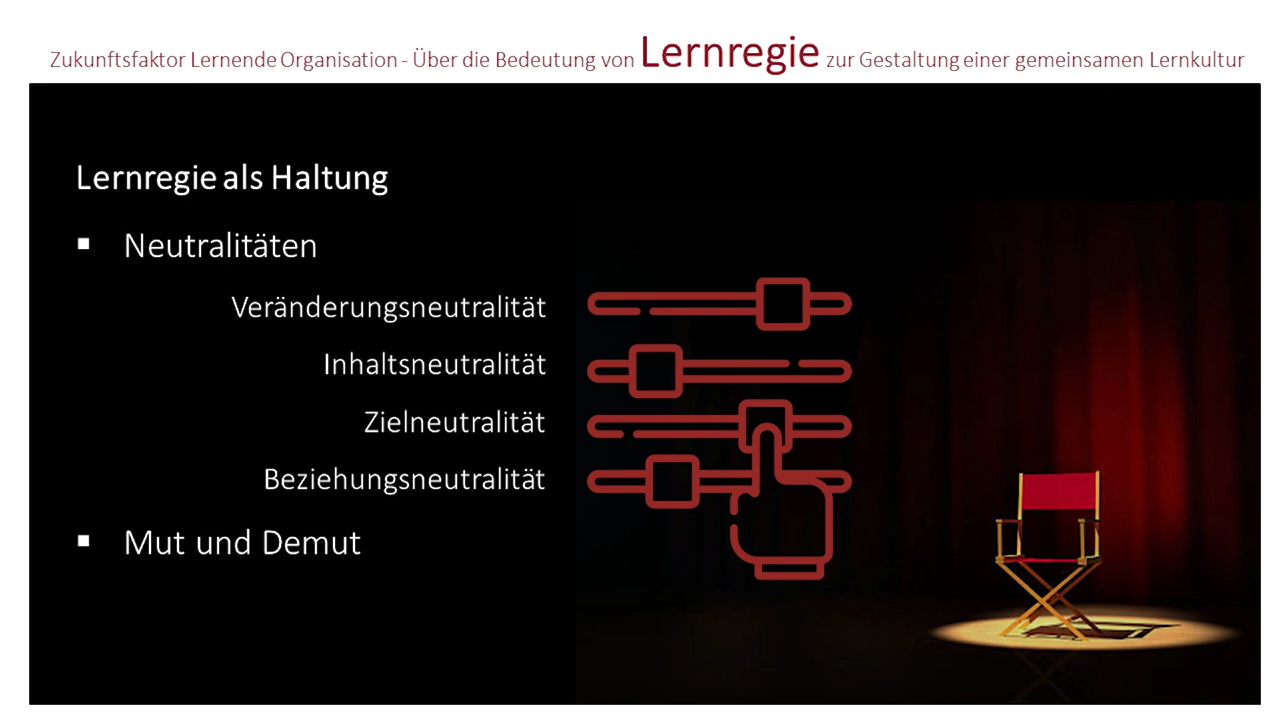 Zukunftsfaktor Lernende Organisation - Über die Bedeutung von Lernregie zur Gestaltung einer gemeinsamen Lernkultur
Lernregie als Haltung
▪ Neutralitäten
Veränderungsneutralität
Inhaltsneutralität
Zielneutralität
Beziehungsneutralität
▪ Mut und Demut